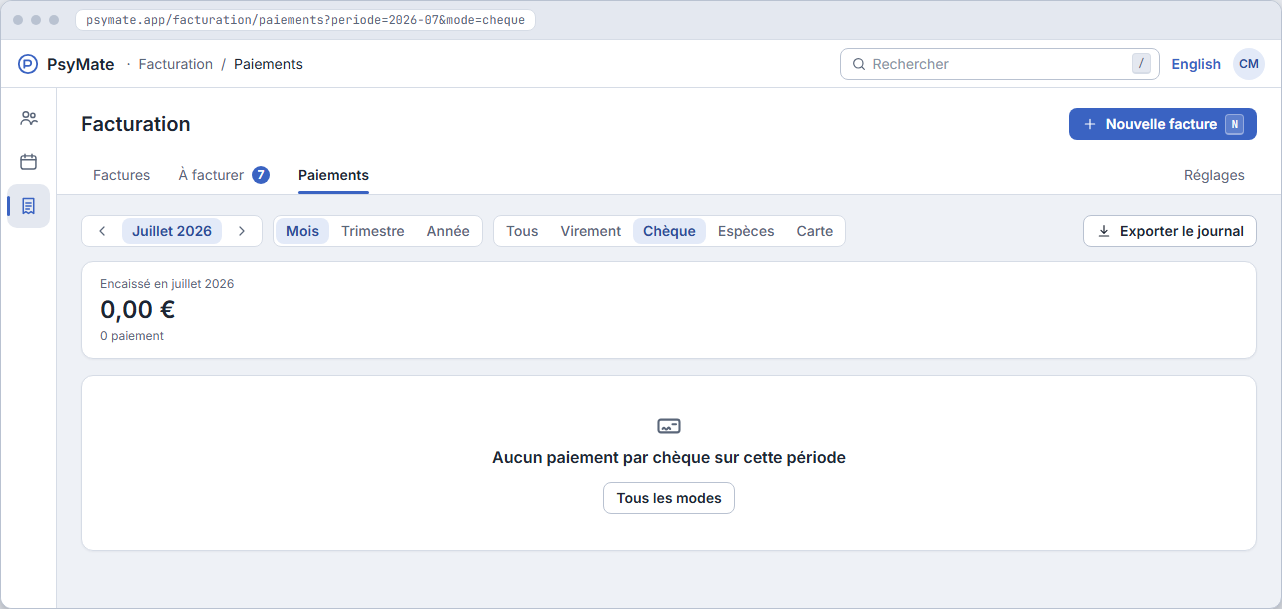 psymate.app/facturation/paiements?periode=2026-07&mode=cheque
PsyMate · Facturation / Paiements
Rechercher /
English
CM
Facturation
+ Nouvelle facture N
Factures À facturer 7 Paiements Réglages
Juillet 2026 Mois Trimestre Année Tous Virement Chèque Espèces Carte Exporter le journal
Encaissé en juillet 2026
0,00 €
0 paiement
Aucun paiement par chèque sur cette période
Tous les modes